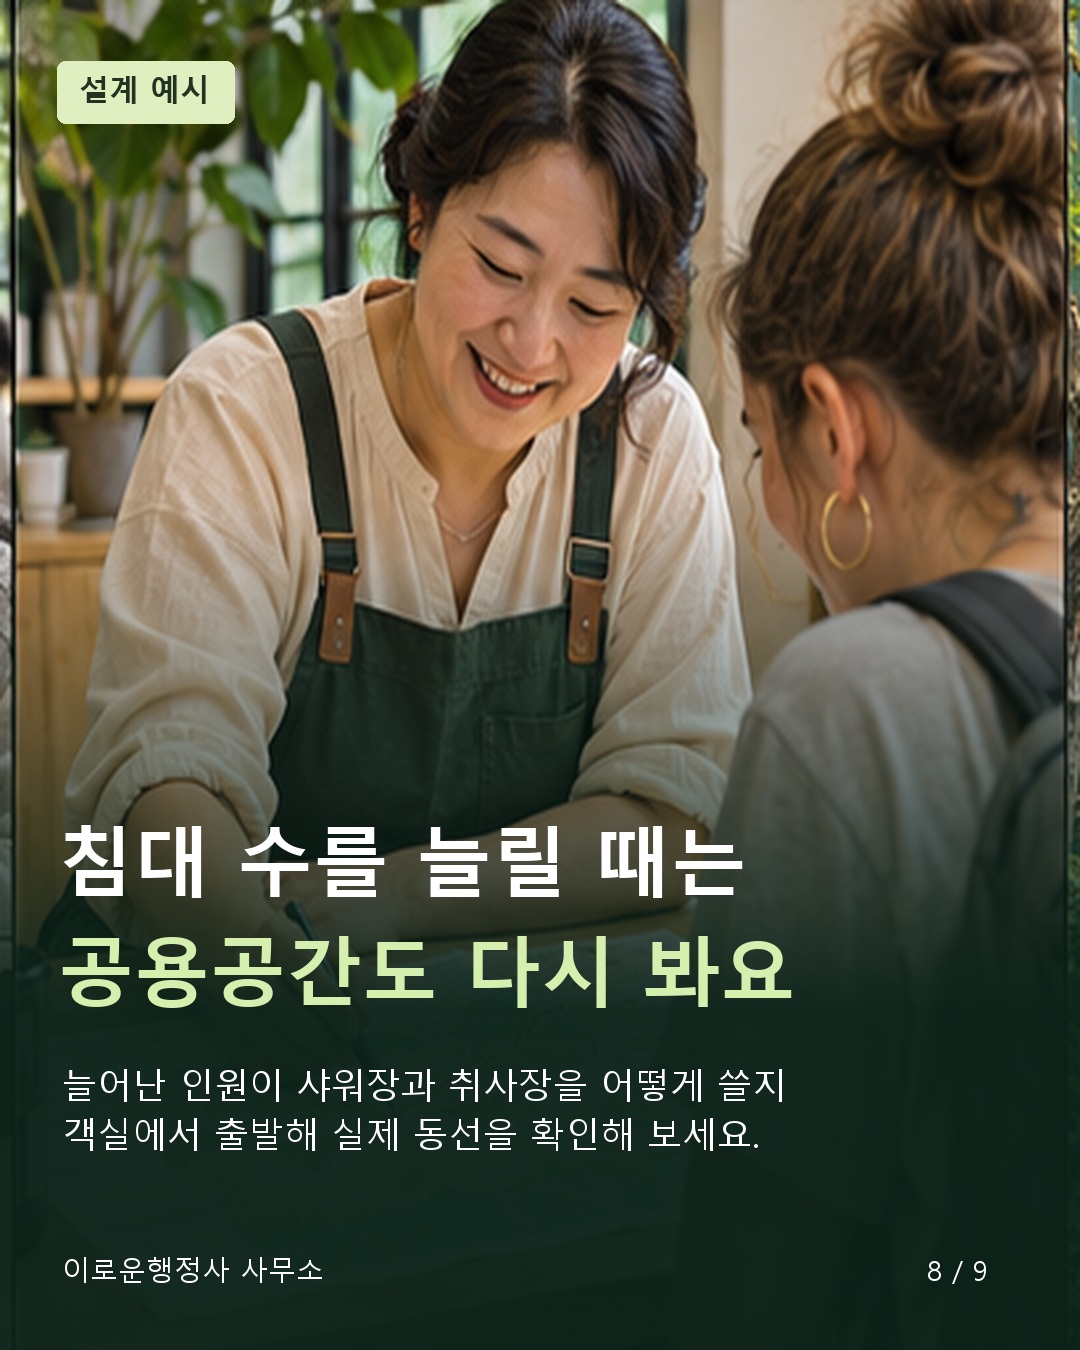 설계 예시
침대 수를 늘릴 때는
공용공간도 다시 봐요
늘어난 인원이 샤워장과 취사장을 어떻게 쓸지
객실에서 출발해 실제 동선을 확인해 보세요.
이로운행정사 사무소
8 / 9